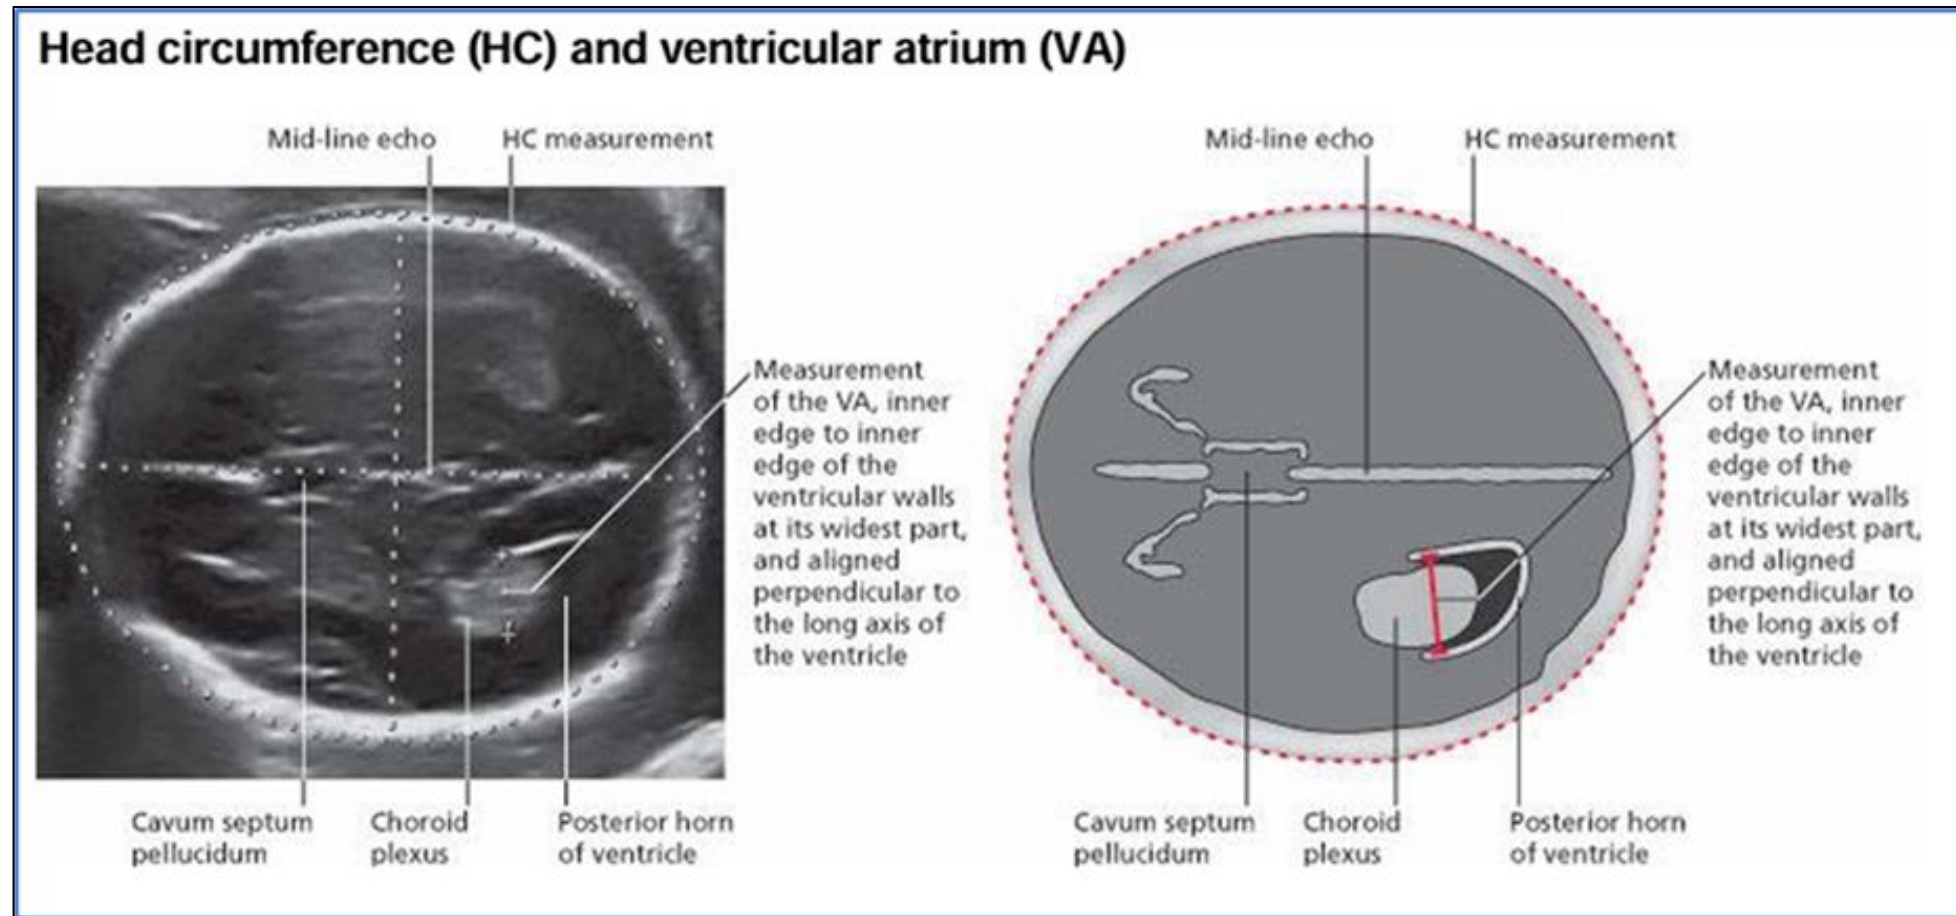 Head circumference (HC) and ventricular atrium (VA)
Mid-line echo
HC measurement
Measurement
of the VA, inner
edge to inner
edge of the
ventricular walls
at its widest part,
and aligned
perpendicular to
the long axis of
the ventricle
Cavum septum
pellucidum
Choroid
plexus
Posterior horn
of ventricle
Mid-line echo
HC measurement
Measurement
of the VA, inner
edge to inner
edge of the
ventricular walls
at its widest part,
and aligned
perpendicular to
the long axis of
the ventricle
Cavum septum
pellucidum
Choroid
plexus
Posterior horn
of ventricle